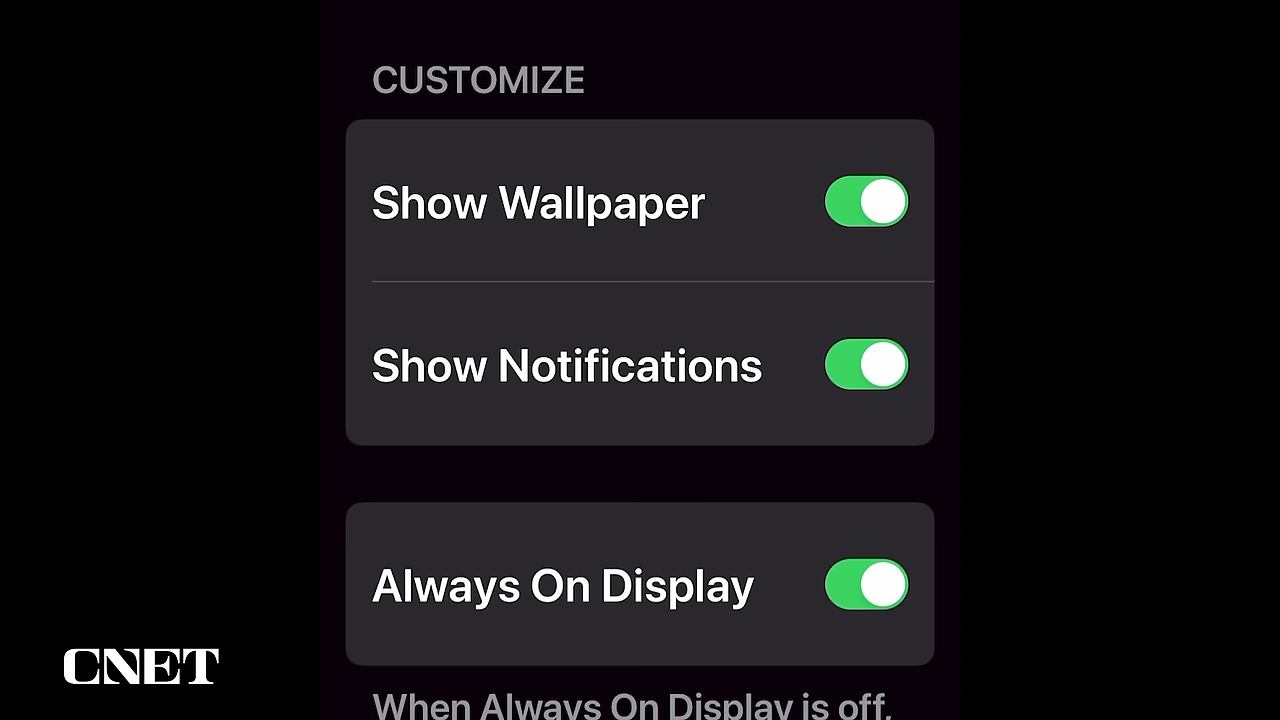 CUSTOMIZE
Show Wallpaper
Show Notifications
Always On Display
CNET
When Always On Display is off,